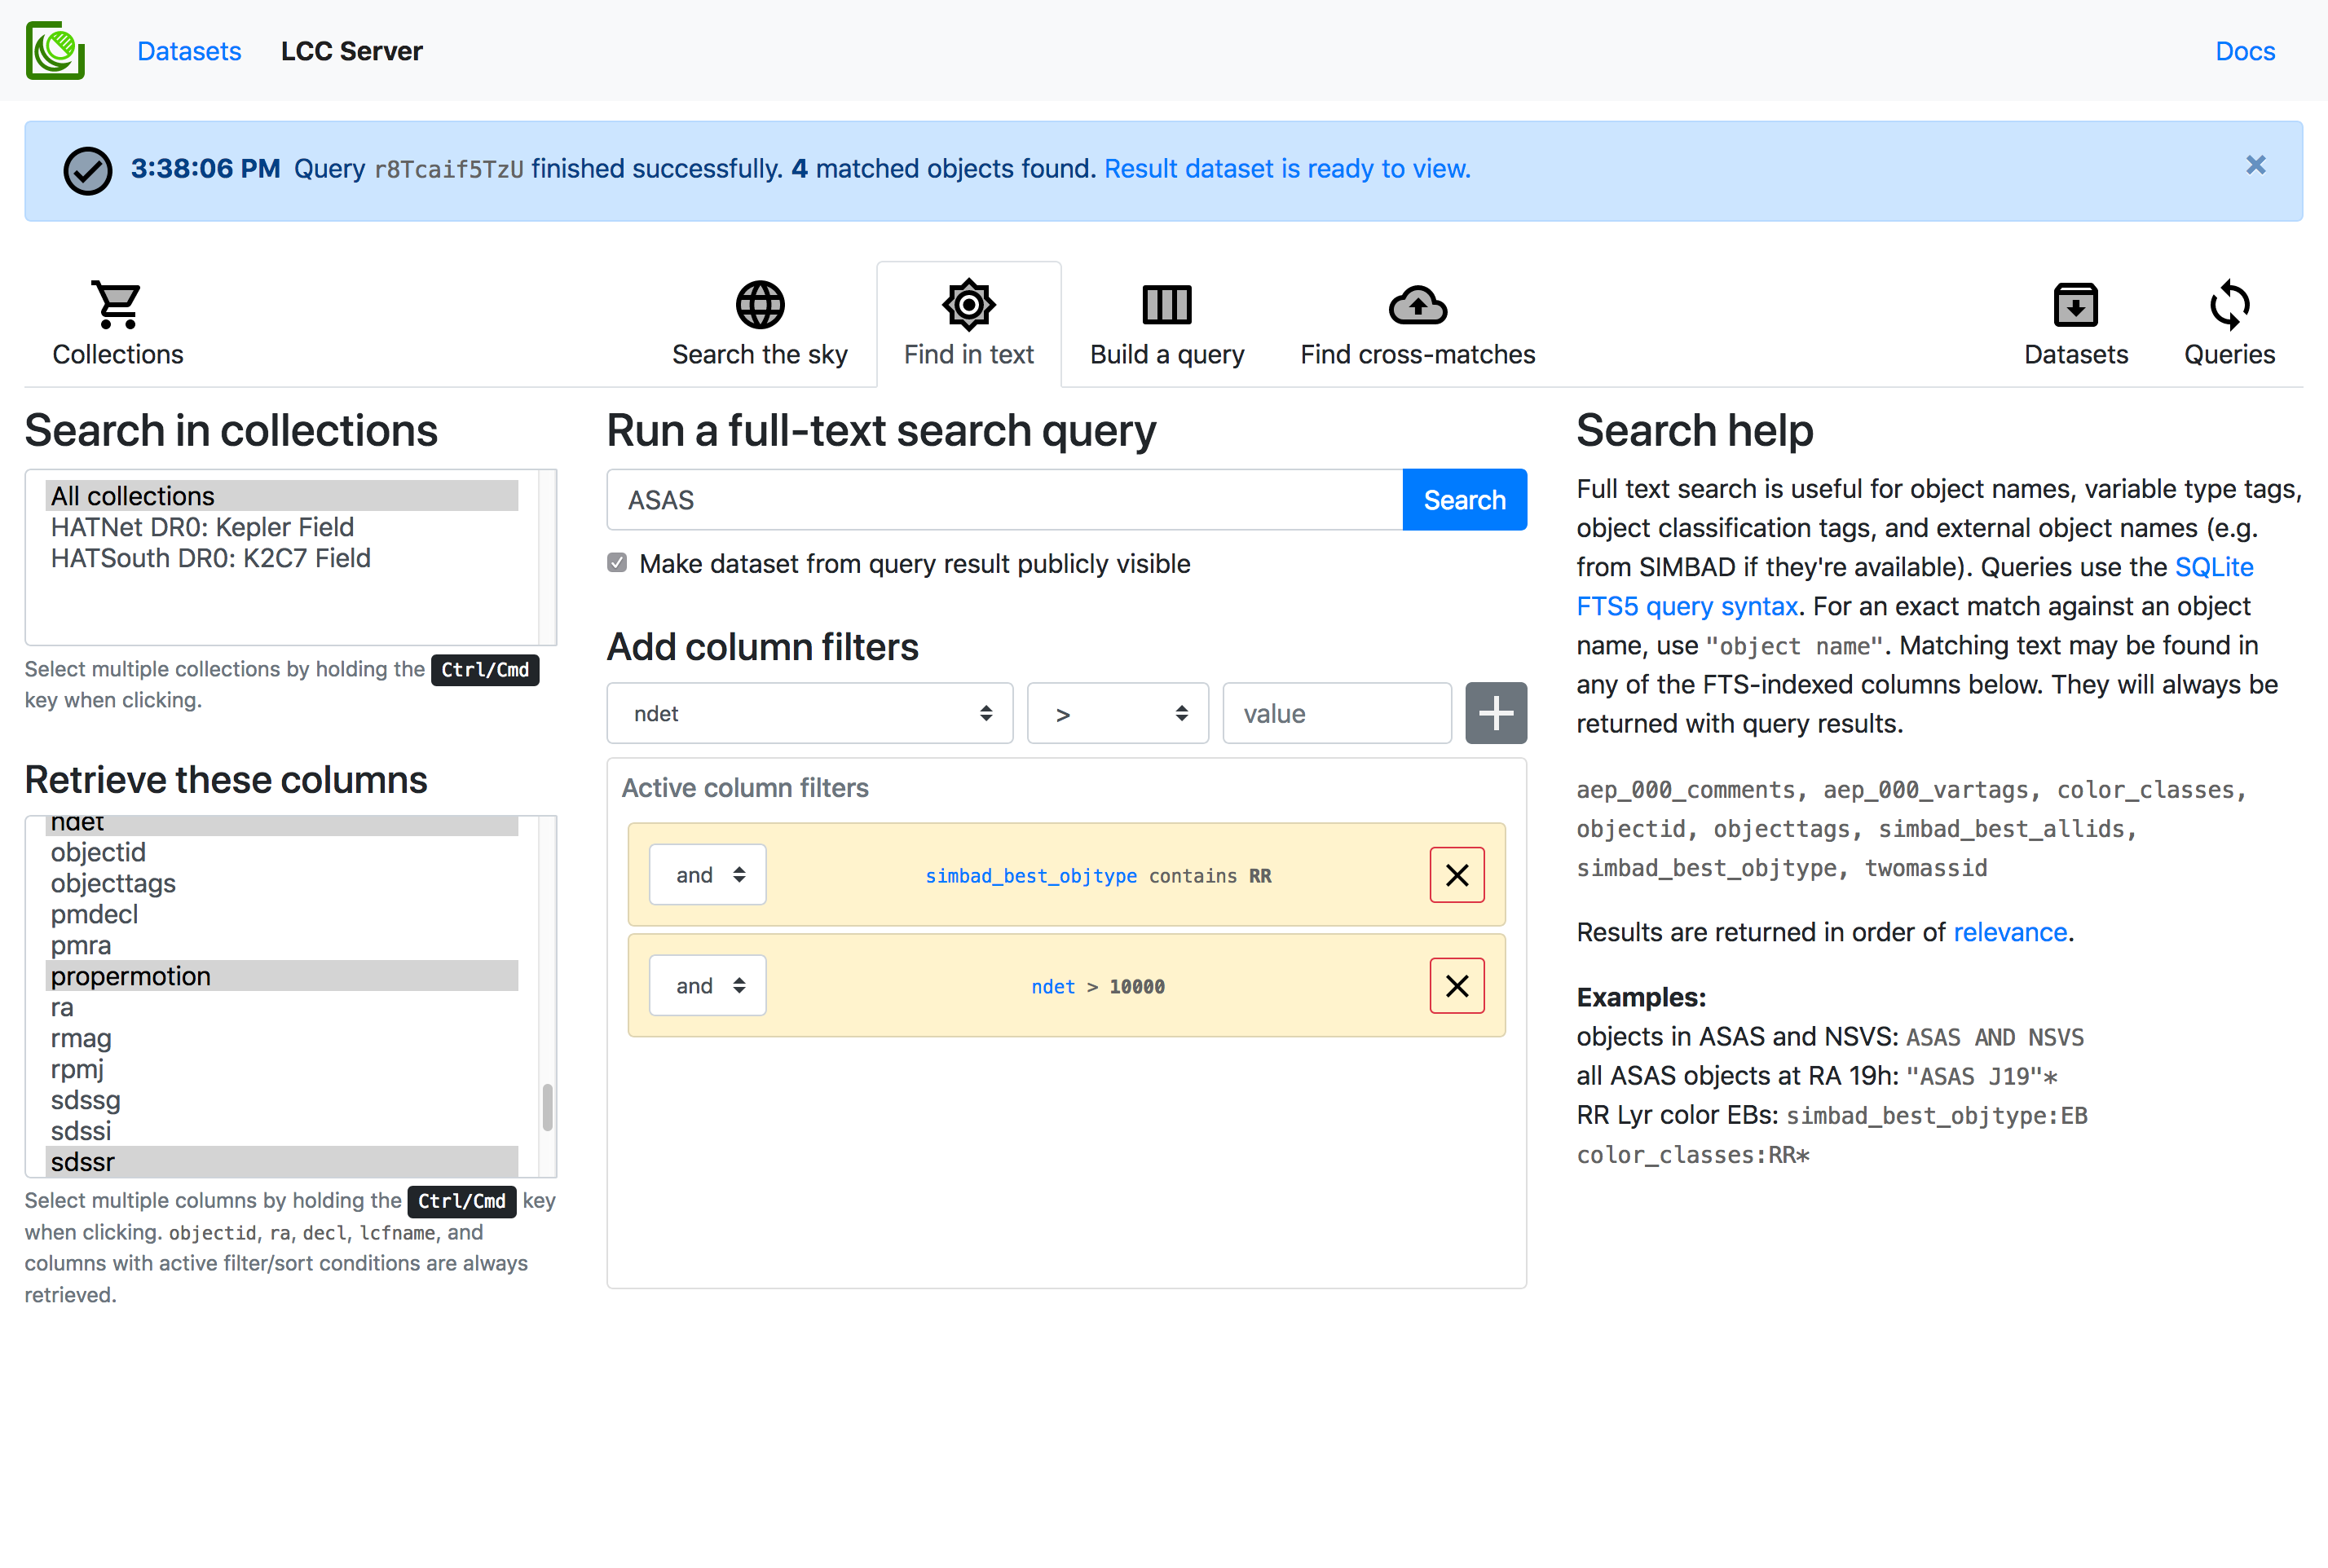 Datasets LCC Server Docs
3:38:06 PM Query r8Tcaif5TzU finished successfully. 4 matched objects found. Result dataset is ready to view. ×
Collections Search the sky Find in text Build a query Find cross-matches Datasets Queries
Search in collections
All collections
HATNet DR0: Kepler Field
HATSouth DR0: K2C7 Field
Select multiple collections by holding the Ctrl/Cmd
key when clicking.
Retrieve these columns
ndet
objectid
objecttags
pmdecl
pmra
propermotion
ra
rmag
rpmj
sdssg
sdssi
sdssr
Select multiple columns by holding the Ctrl/Cmd key
when clicking. objectid, ra, decl, lcfname, and
columns with active filter/sort conditions are always
retrieved.
Run a full-text search query
ASAS Search
Make dataset from query result publicly visible
Add column filters
ndet > value
Active column filters
and simbad_best_objtype contains RR
and ndet > 10000
Search help
Full text search is useful for object names, variable type tags,
object classification tags, and external object names (e.g.
from SIMBAD if they're available). Queries use the SQLite
FTS5 query syntax. For an exact match against an object
name, use "object name". Matching text may be found in
any of the FTS-indexed columns below. They will always be
returned with query results.
aep_000_comments, aep_000_vartags, color_classes,
objectid, objecttags, simbad_best_allids,
simbad_best_objtype, twomassid
Results are returned in order of relevance.
Examples:
objects in ASAS and NSVS: ASAS AND NSVS
all ASAS objects at RA 19h: "ASAS J19"*
RR Lyr color EBs: simbad_best_objtype:EB
color_classes:RR*